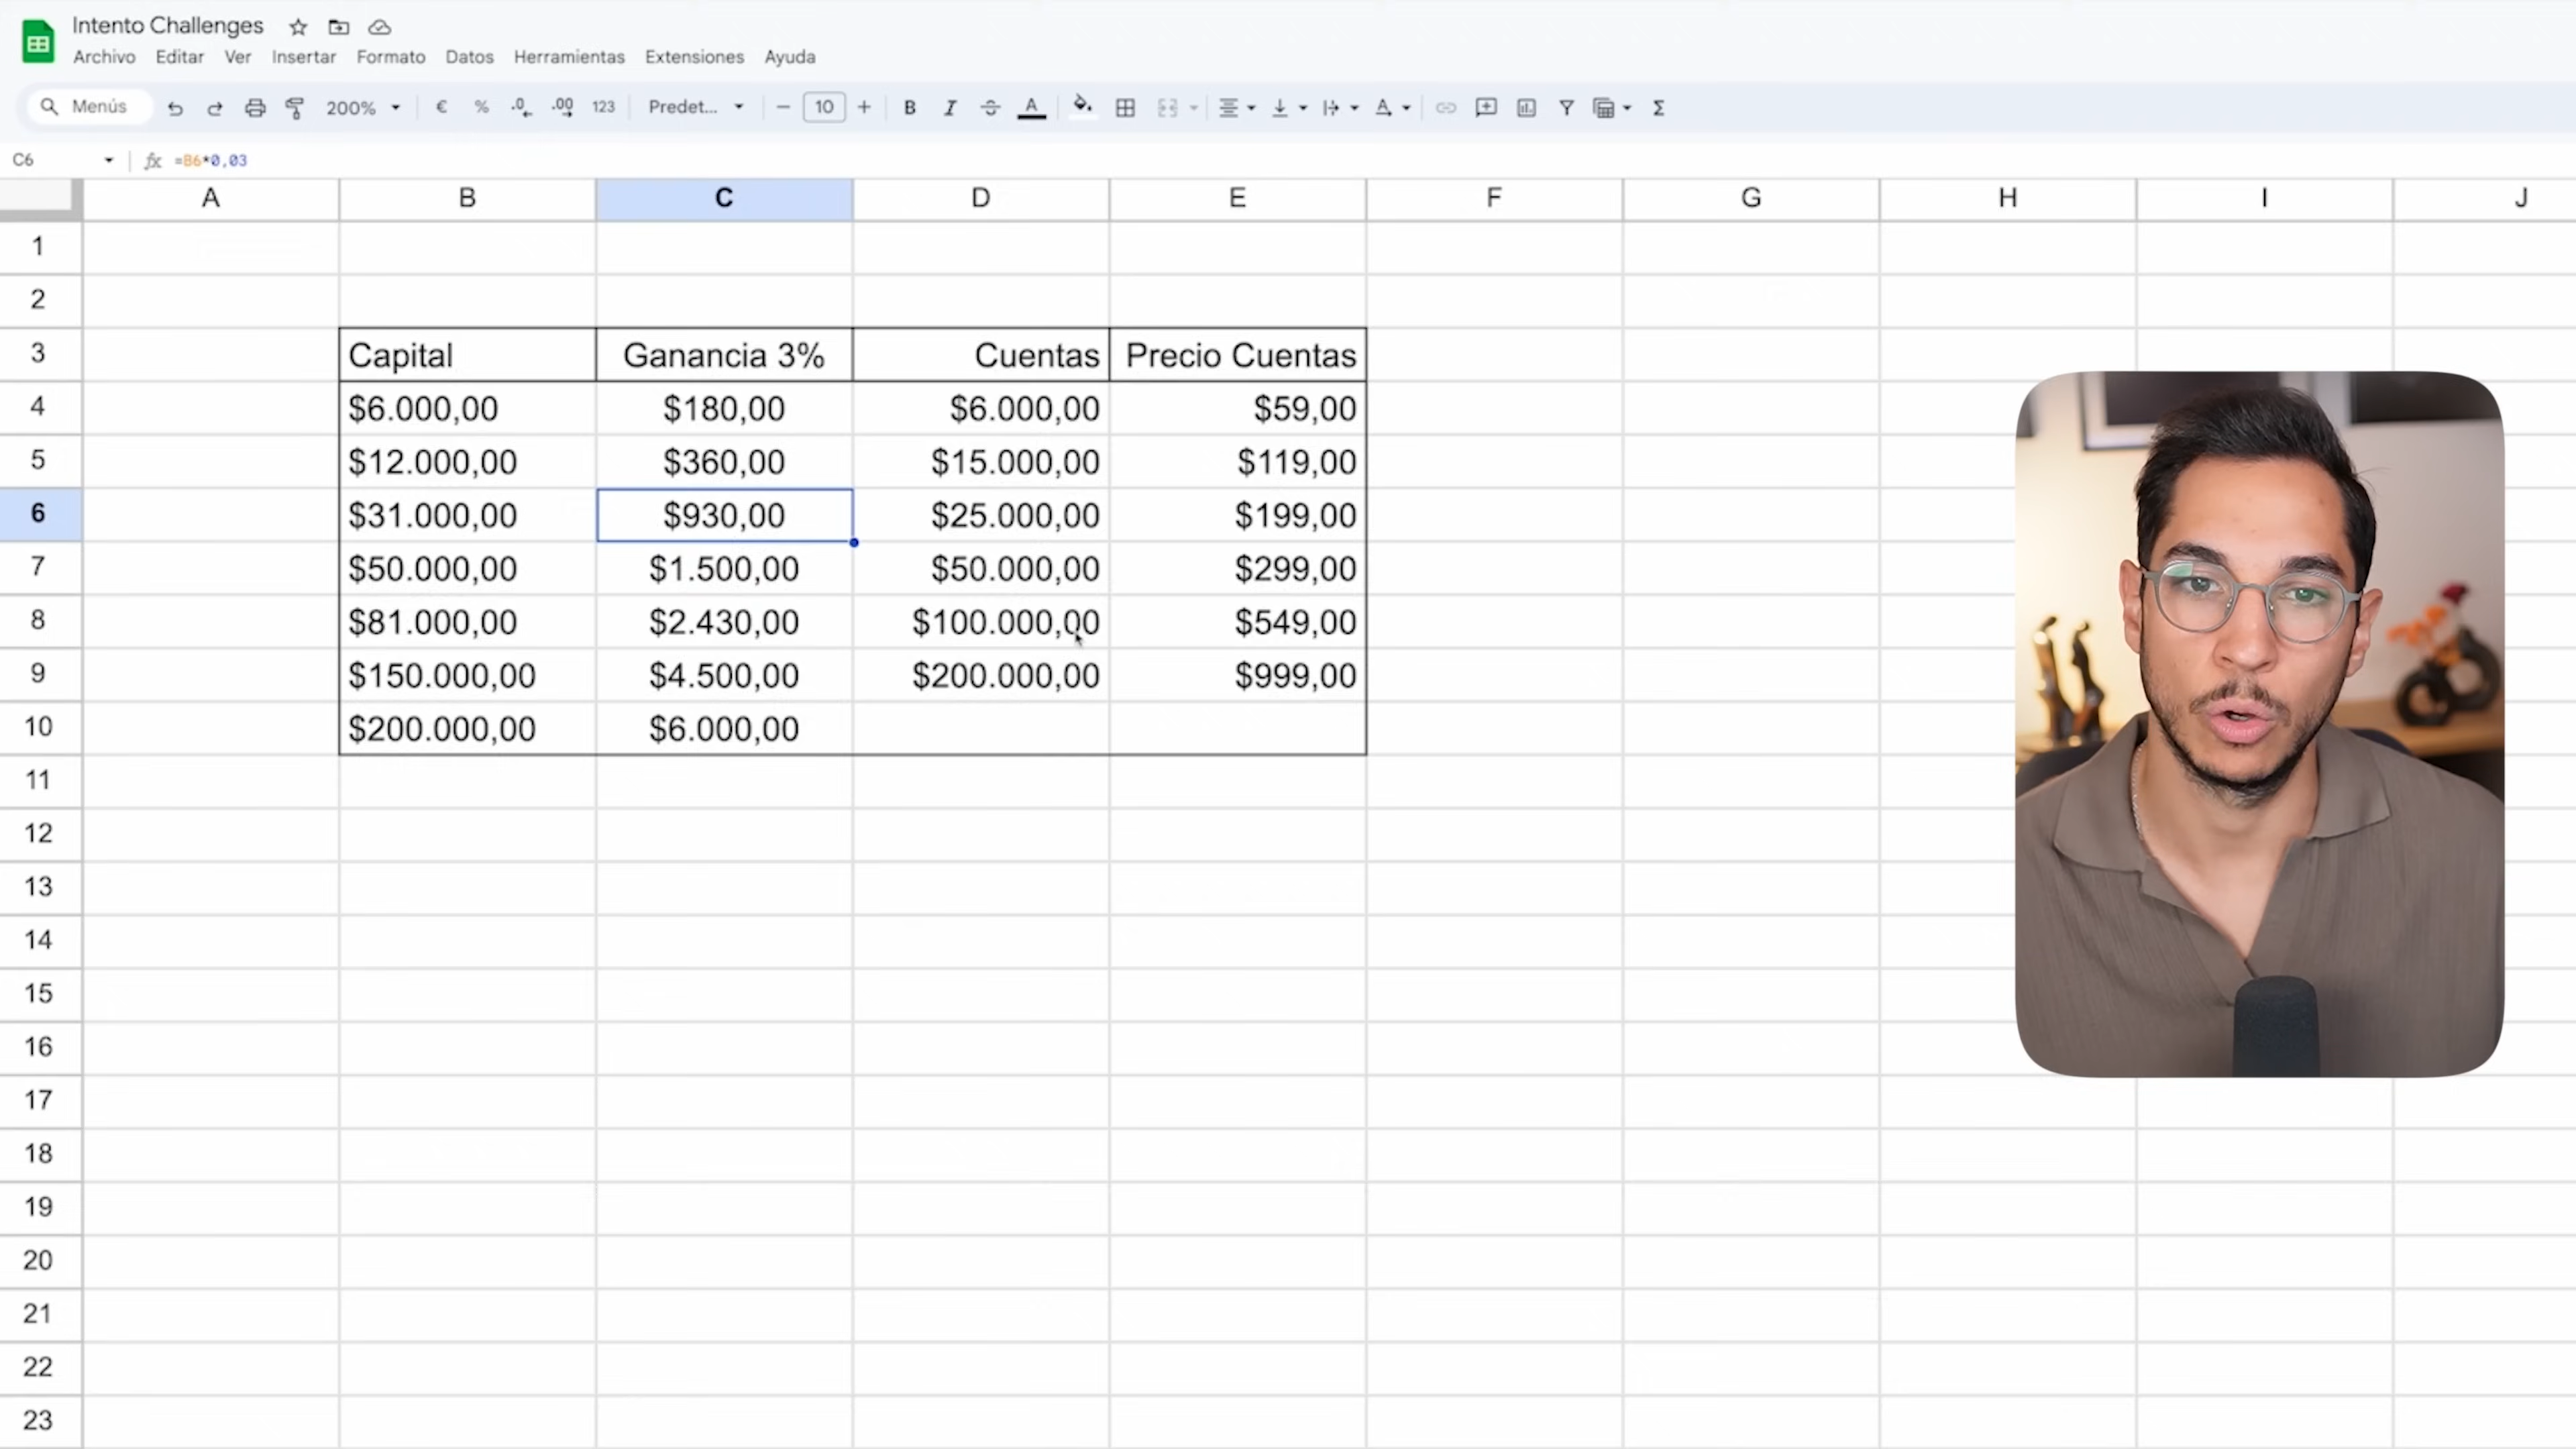 Intento Challenges
Archivo Editar Ver Insertar Formato Datos Herramientas Extensiones Ayuda
Menús 200% € % .0 .00 123 Predet... − 10 + B I S A Σ
C6 fx =B6*0,03
A B C D E F G H I J
1
2
3 Capital Ganancia 3% Cuentas Precio Cuentas
4 $6.000,00 $180,00 $6.000,00 $59,00
5 $12.000,00 $360,00 $15.000,00 $119,00
6 $31.000,00 $930,00 $25.000,00 $199,00
7 $50.000,00 $1.500,00 $50.000,00 $299,00
8 $81.000,00 $2.430,00 $100.000,00 $549,00
9 $150.000,00 $4.500,00 $200.000,00 $999,00
10 $200.000,00 $6.000,00
11
12
13
14
15
16
17
18
19
20
21
22
23